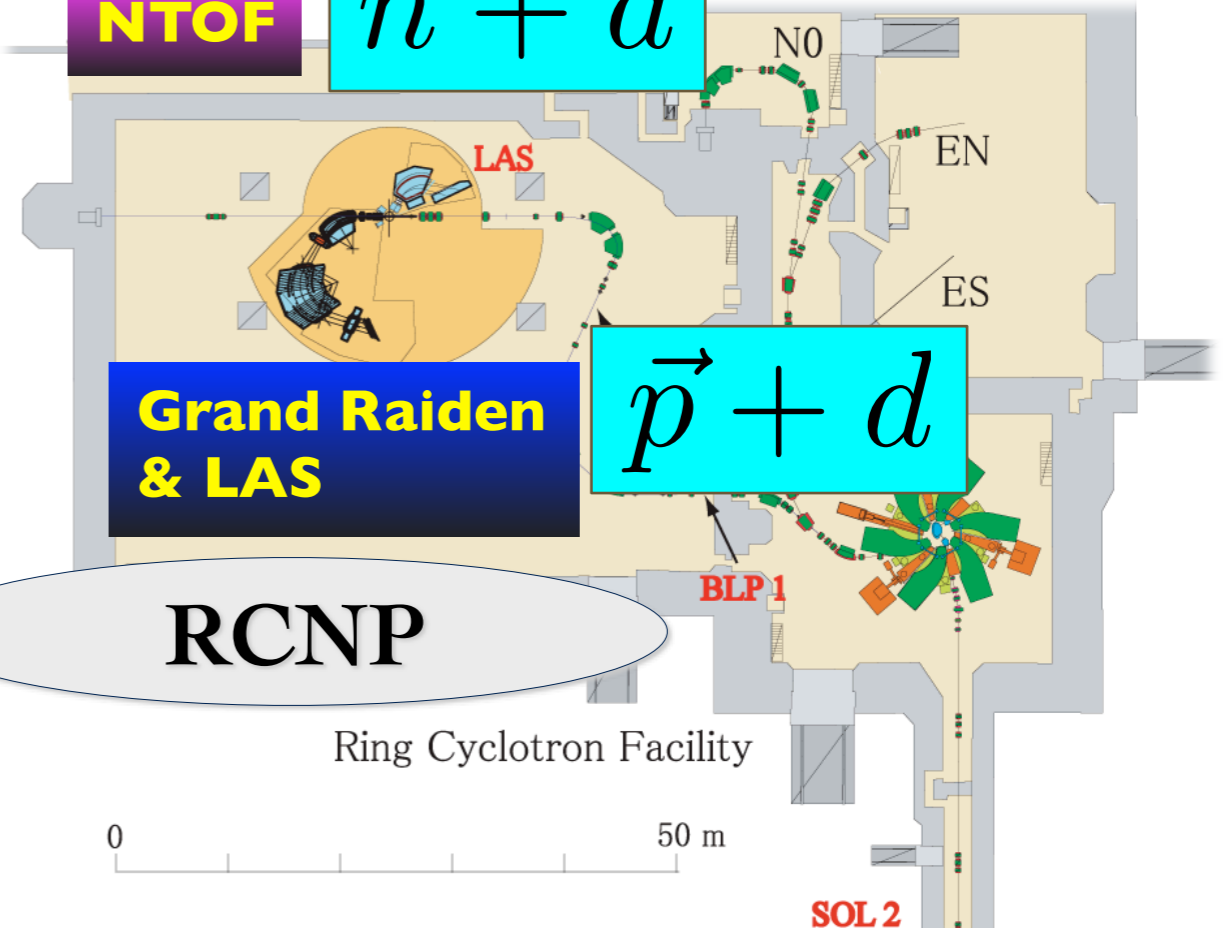 NTOF
n + d
N0
EN
LAS
ES
Grand Raiden
& LAS
p⃗ + d
BLP 1
RCNP
Ring Cyclotron Facility
0
50 m
SOL 2